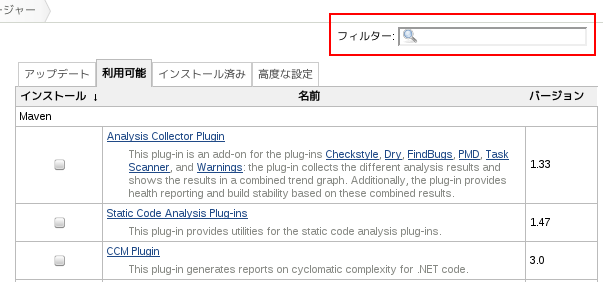 ージャー
フィルター:
アップデート 利用可能 インストール済み 高度な設定
インストール ↓ 名前 バージョン
Maven
Analysis Collector Plugin
This plug-in is an add-on for the plug-ins Checkstyle, Dry, FindBugs, PMD, Task
Scanner, and Warnings: the plug-in collects the different analysis results and
shows the results in a combined trend graph. Additionally, the plug-in provides
health reporting and build stability based on these combined results.
1.33
Static Code Analysis Plug-ins
This plug-in provides utilities for the static code analysis plug-ins.
1.47
CCM Plugin
This plug-in generates reports on cyclomatic complexity for .NET code.
3.0